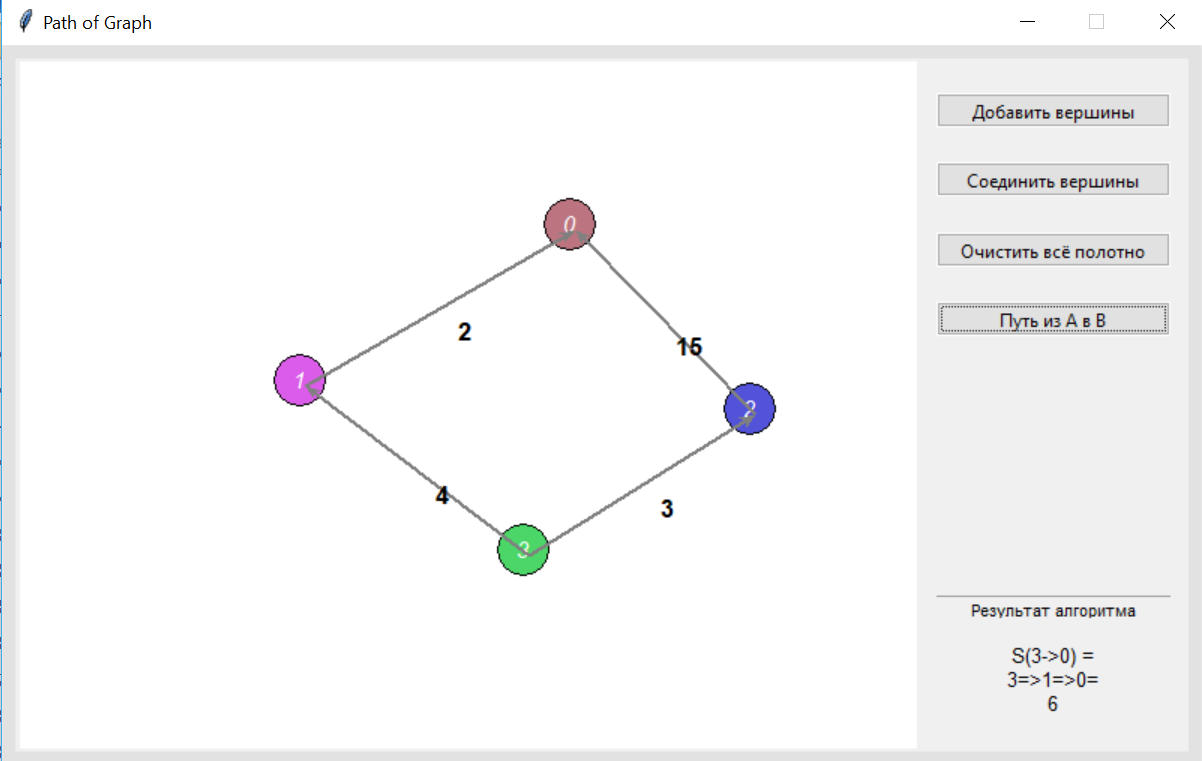 Path of Graph
Добавить вершины
Соединить вершины
Очистить всё полотно
Путь из А в В
0
2
15
1
2
4
3
3
Результат алгоритма
S(3->0) =
3=>1=>0=
6